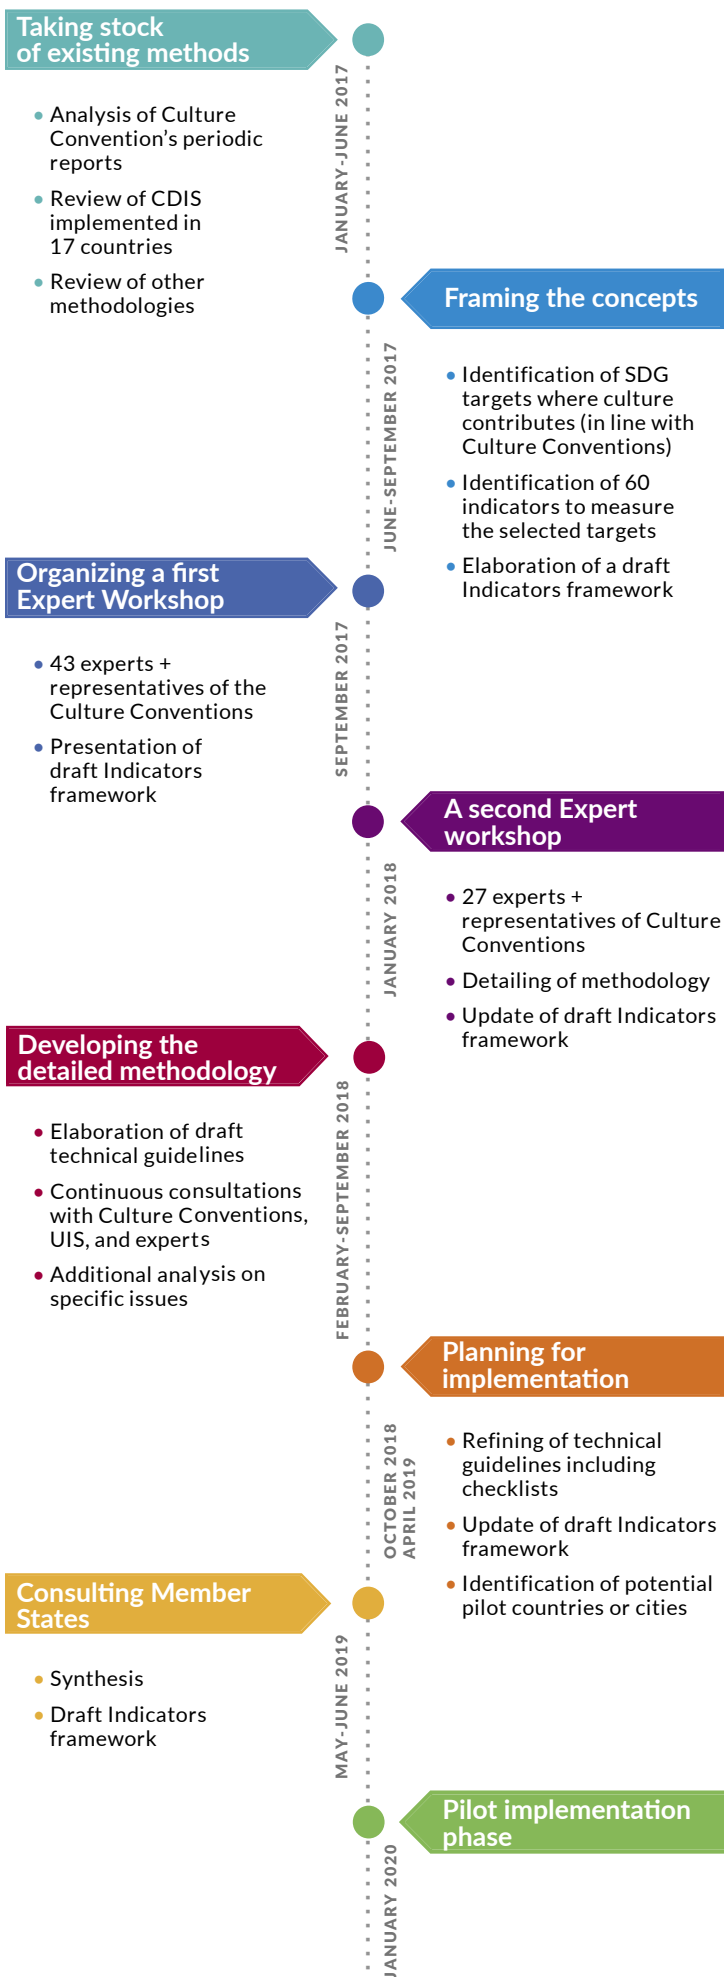 Taking stock
of existing methods
JANUARY-JUNE 2017
• Analysis of Culture
Convention's periodic
reports
• Review of CDIS
implemented in
17 countries
• Review of other
methodologies
Framing the concepts
JUNE-SEPTEMBER 2017
• Identification of SDG
targets where culture
contributes (in line with
Culture Conventions)
• Identification of 60
indicators to measure
the selected targets
• Elaboration of a draft
Indicators framework
Organizing a first
Expert Workshop
SEPTEMBER 2017
• 43 experts +
representatives of the
Culture Conventions
• Presentation of
draft Indicators
framework
A second Expert
workshop
JANUARY 2018
• 27 experts +
representatives of Culture
Conventions
• Detailing of methodology
• Update of draft Indicators
framework
Developing the
detailed methodology
FEBRUARY-SEPTEMBER 2018
• Elaboration of draft
technical guidelines
• Continuous consultations
with Culture Conventions,
UIS, and experts
• Additional analysis on
specific issues
Planning for
implementation
OCTOBER 2018
APRIL 2019
• Refining of technical
guidelines including
checklists
• Update of draft Indicators
framework
• Identification of potential
pilot countries or cities
Consulting Member
States
MAY-JUNE 2019
• Synthesis
• Draft Indicators
framework
Pilot implementation
phase
JANUARY 2020